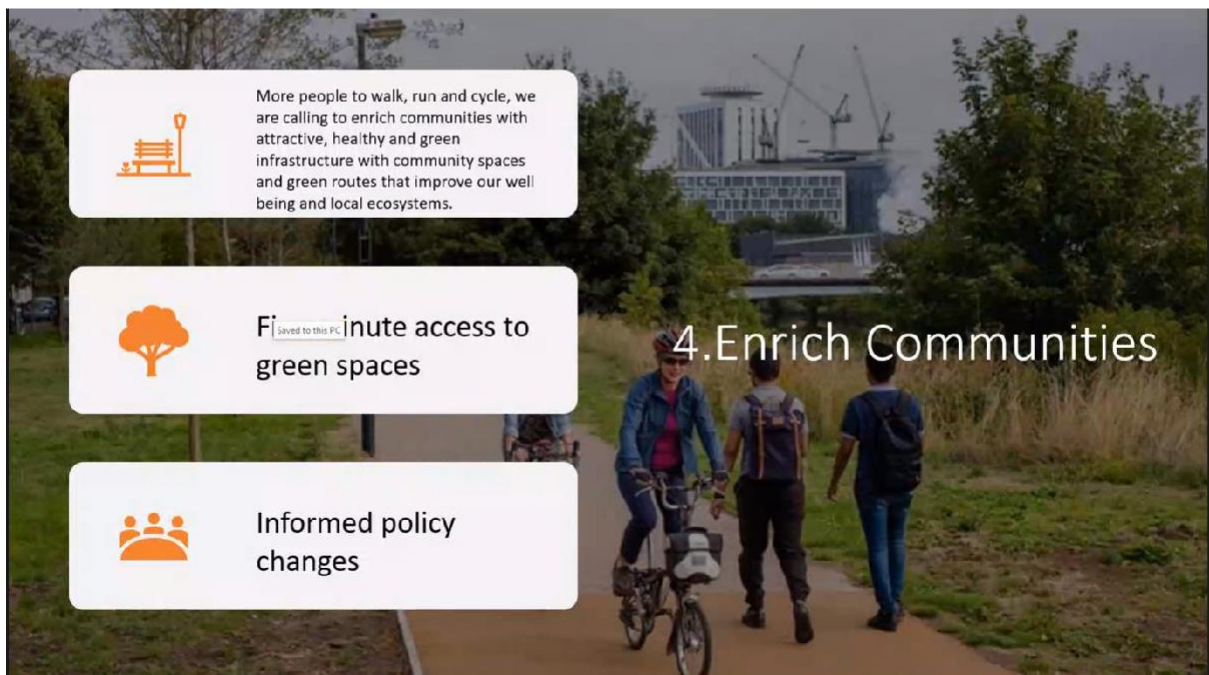 More people to walk, run and cycle, we
are calling to enrich communities with
attractive, healthy and green
infrastructure with community spaces
and green routes that improve our well
being and local ecosystems.
Fi
Saved to this PC
inute access to
green spaces
4.Enrich Communities
Informed policy
changes